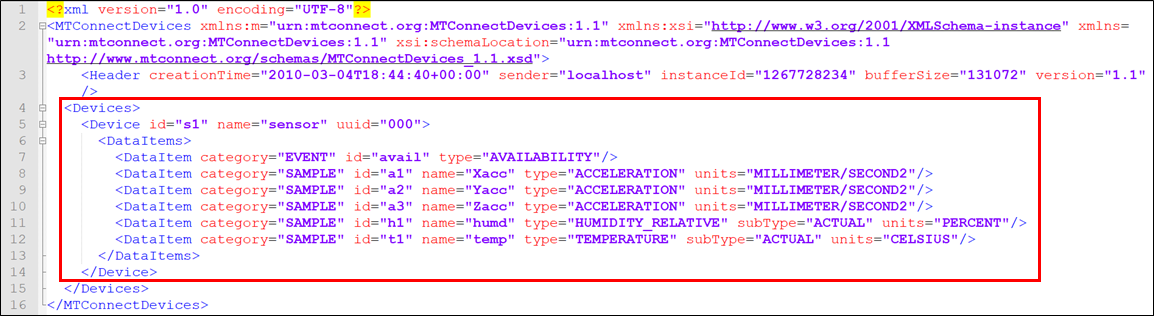 1 <?xml version="1.0" encoding="UTF-8"?>
2 <MTConnectDevices xmlns:m="urn:mtconnect.org:MTConnectDevices:1.1" xmlns:xsi="http://www.w3.org/2001/XMLSchema-instance" xmlns=
"urn:mtconnect.org:MTConnectDevices:1.1" xsi:schemaLocation="urn:mtconnect.org:MTConnectDevices:1.1
http://www.mtconnect.org/schemas/MTConnectDevices_1.1.xsd">
3 <Header creationTime="2010-03-04T18:44:40+00:00" sender="localhost" instanceId="1267728234" bufferSize="131072" version="1.1"
/>
4 <Devices>
5 <Device id="s1" name="sensor" uuid="000">
6 <DataItems>
7 <DataItem category="EVENT" id="avail" type="AVAILABILITY"/>
8 <DataItem category="SAMPLE" id="a1" name="Xacc" type="ACCELERATION" units="MILLIMETER/SECOND2"/>
9 <DataItem category="SAMPLE" id="a2" name="Yacc" type="ACCELERATION" units="MILLIMETER/SECOND2"/>
10 <DataItem category="SAMPLE" id="a3" name="Zacc" type="ACCELERATION" units="MILLIMETER/SECOND2"/>
11 <DataItem category="SAMPLE" id="h1" name="humd" type="HUMIDITY_RELATIVE" subType="ACTUAL" units="PERCENT"/>
12 <DataItem category="SAMPLE" id="t1" name="temp" type="TEMPERATURE" subType="ACTUAL" units="CELSIUS"/>
13 </DataItems>
14 </Device>
15 </Devices>
16 </MTConnectDevices>